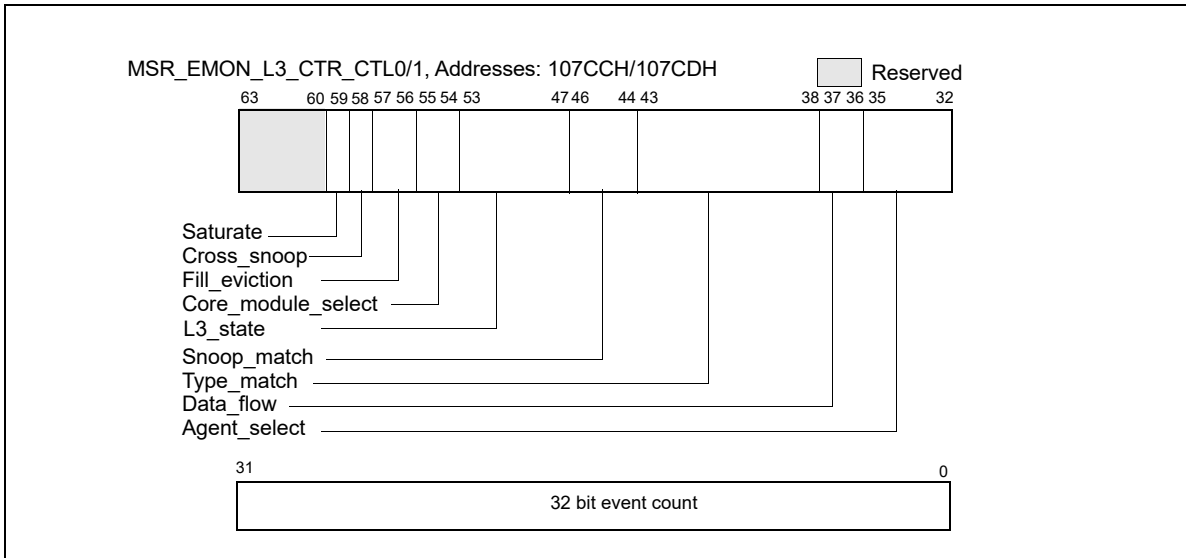 MSR_EMON_L3_CTR_CTL0/1, Addresses: 107CCH/107CDH Reserved
63 60 59 58 57 56 55 54 53 47 46 44 43 38 37 36 35 32
Saturate
Cross_snoop
Fill_eviction
Core_module_select
L3_state
Snoop_match
Type_match
Data_flow
Agent_select
31 0
32 bit event count